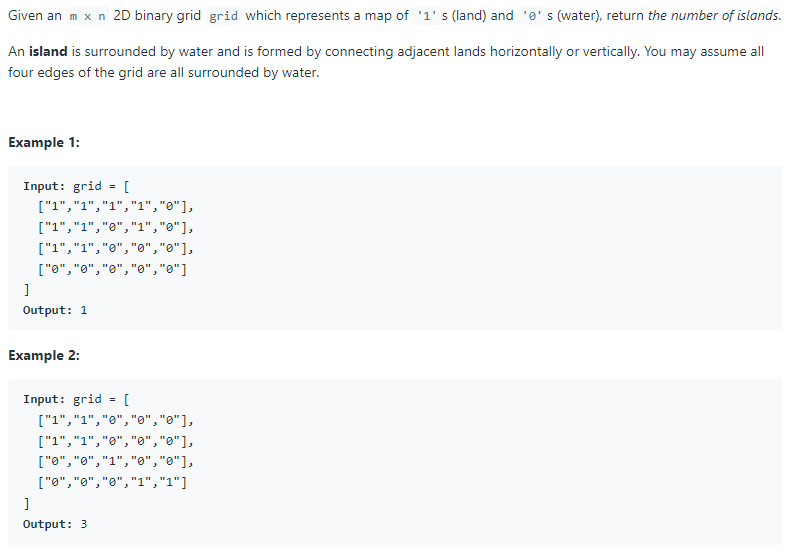 Given an m x n 2D binary grid grid which represents a map of '1' s (land) and '0' s (water), return the number of islands.
An island is surrounded by water and is formed by connecting adjacent lands horizontally or vertically. You may assume all
four edges of the grid are all surrounded by water.
Example 1:
Input: grid = [
["1","1","1","1","0"],
["1","1","0","1","0"],
["1","1","0","0","0"],
["0","0","0","0","0"]
]
Output: 1
Example 2:
Input: grid = [
["1","1","0","0","0"],
["1","1","0","0","0"],
["0","0","1","0","0"],
["0","0","0","1","1"]
]
Output: 3